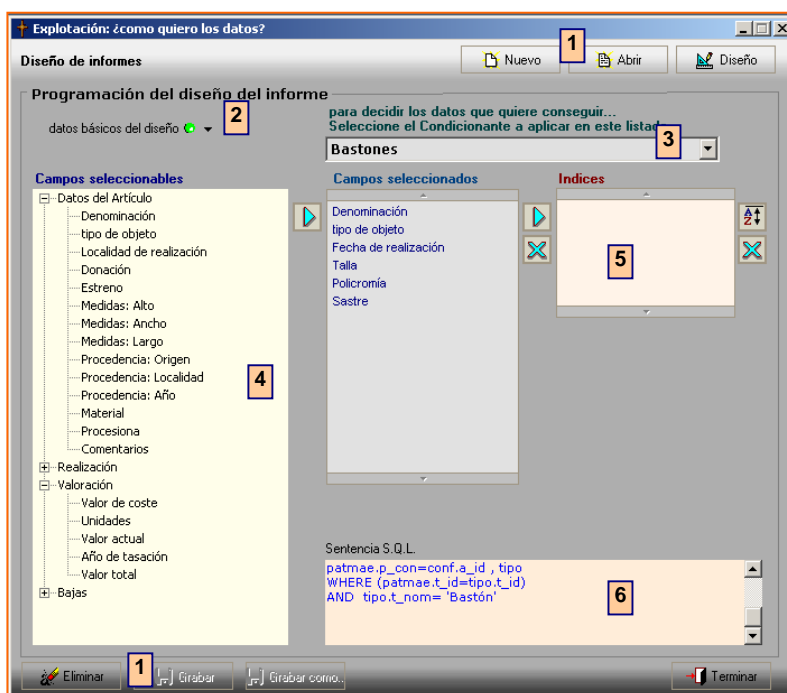 Explotación: ¿como quiero los datos?
Diseño de informes
Nuevo
1
Abrir
Diseño
Programación del diseño del informe
datos básicos del diseño
2
para decidir los datos que quiere conseguir...
Seleccione el Condicionante a aplicar en este listado
Bastones
3
Campos seleccionables
Datos del Artículo
Denominación
tipo de objeto
Localidad de realización
Donación
Estreno
Medidas: Alto
Medidas: Ancho
Medidas: Largo
Procedencia: Origen
Procedencia: Localidad
Procedencia: Año
Material
Procesiona
Comentarios
Realización
Valoración
Valor de coste
Unidades
Valor actual
Año de tasación
Valor total
Bajas
4
Campos seleccionados
Denominación
tipo de objeto
Fecha de realización
Talla
Policromía
Sastre
Indices
5
Sentencia S.Q.L.
patmae.p_con=conf.a_id , tipo
WHERE (patmae.t_id=tipo.t_id)
AND tipo.t_nom= 'Bastón'
6
Eliminar
1
Grabar
Grabar como..
Terminar